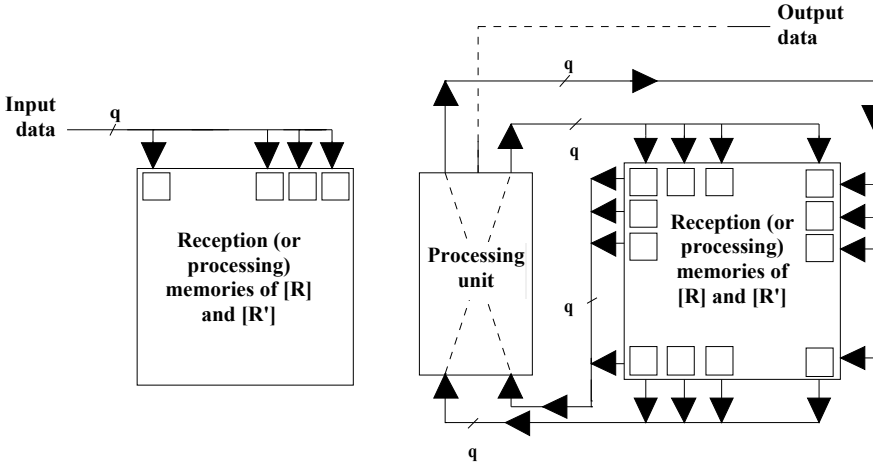 Output
data
q
Input
data
q
q
Reception (or
processing)
memories of [R]
and [R']
Processing
unit
Reception (or
processing)
memories of
[R] and [R']
q
q